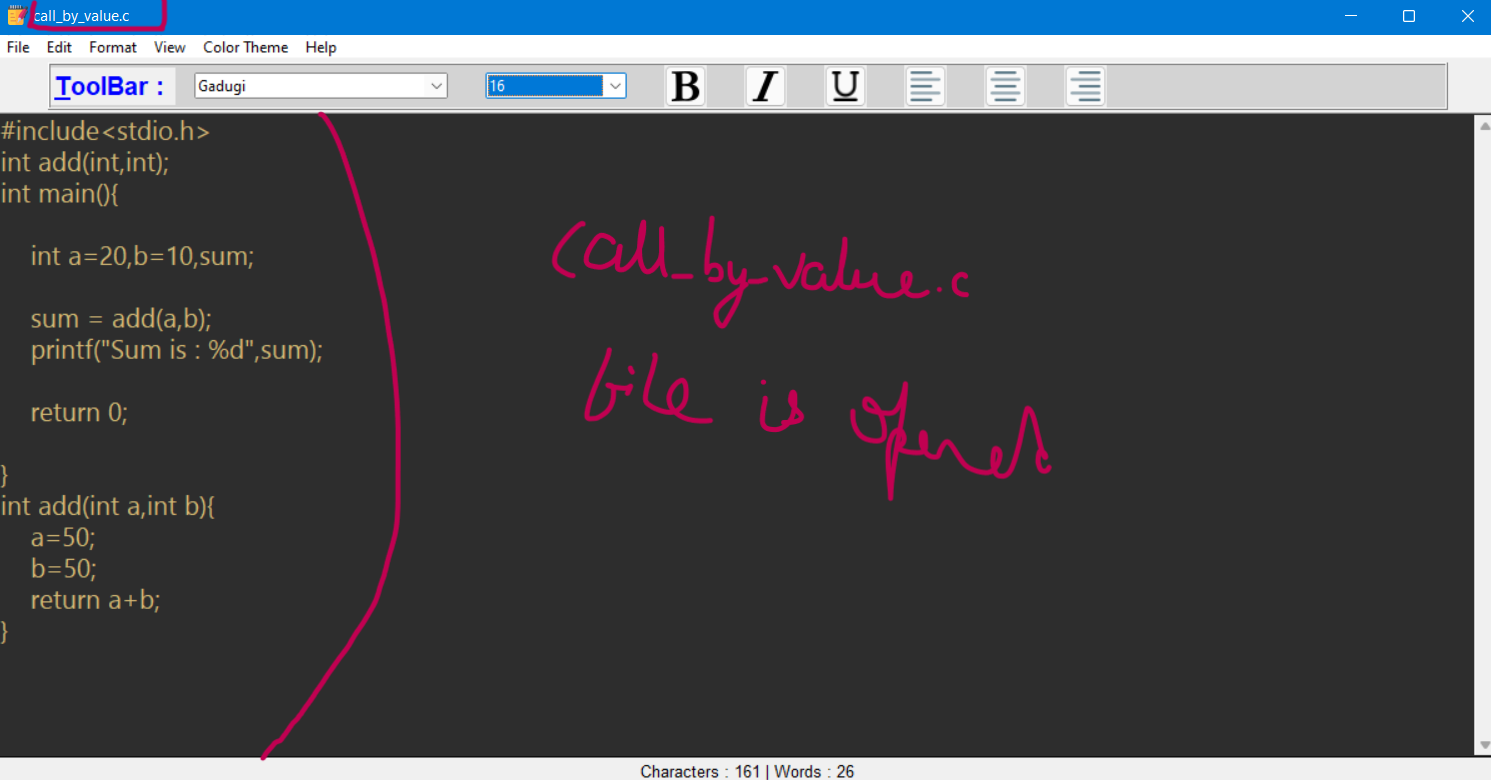 call_by_value.c
File Edit Format View Color Theme Help
ToolBar : Gadugi 16 B I U
#include<stdio.h>
int add(int,int);
int main(){
int a=20,b=10,sum;
sum = add(a,b);
printf("Sum is : %d",sum);
return 0;
}
int add(int a,int b){
a=50;
b=50;
return a+b;
}
call_by_value.c
file is opened
Characters : 161 | Words : 26